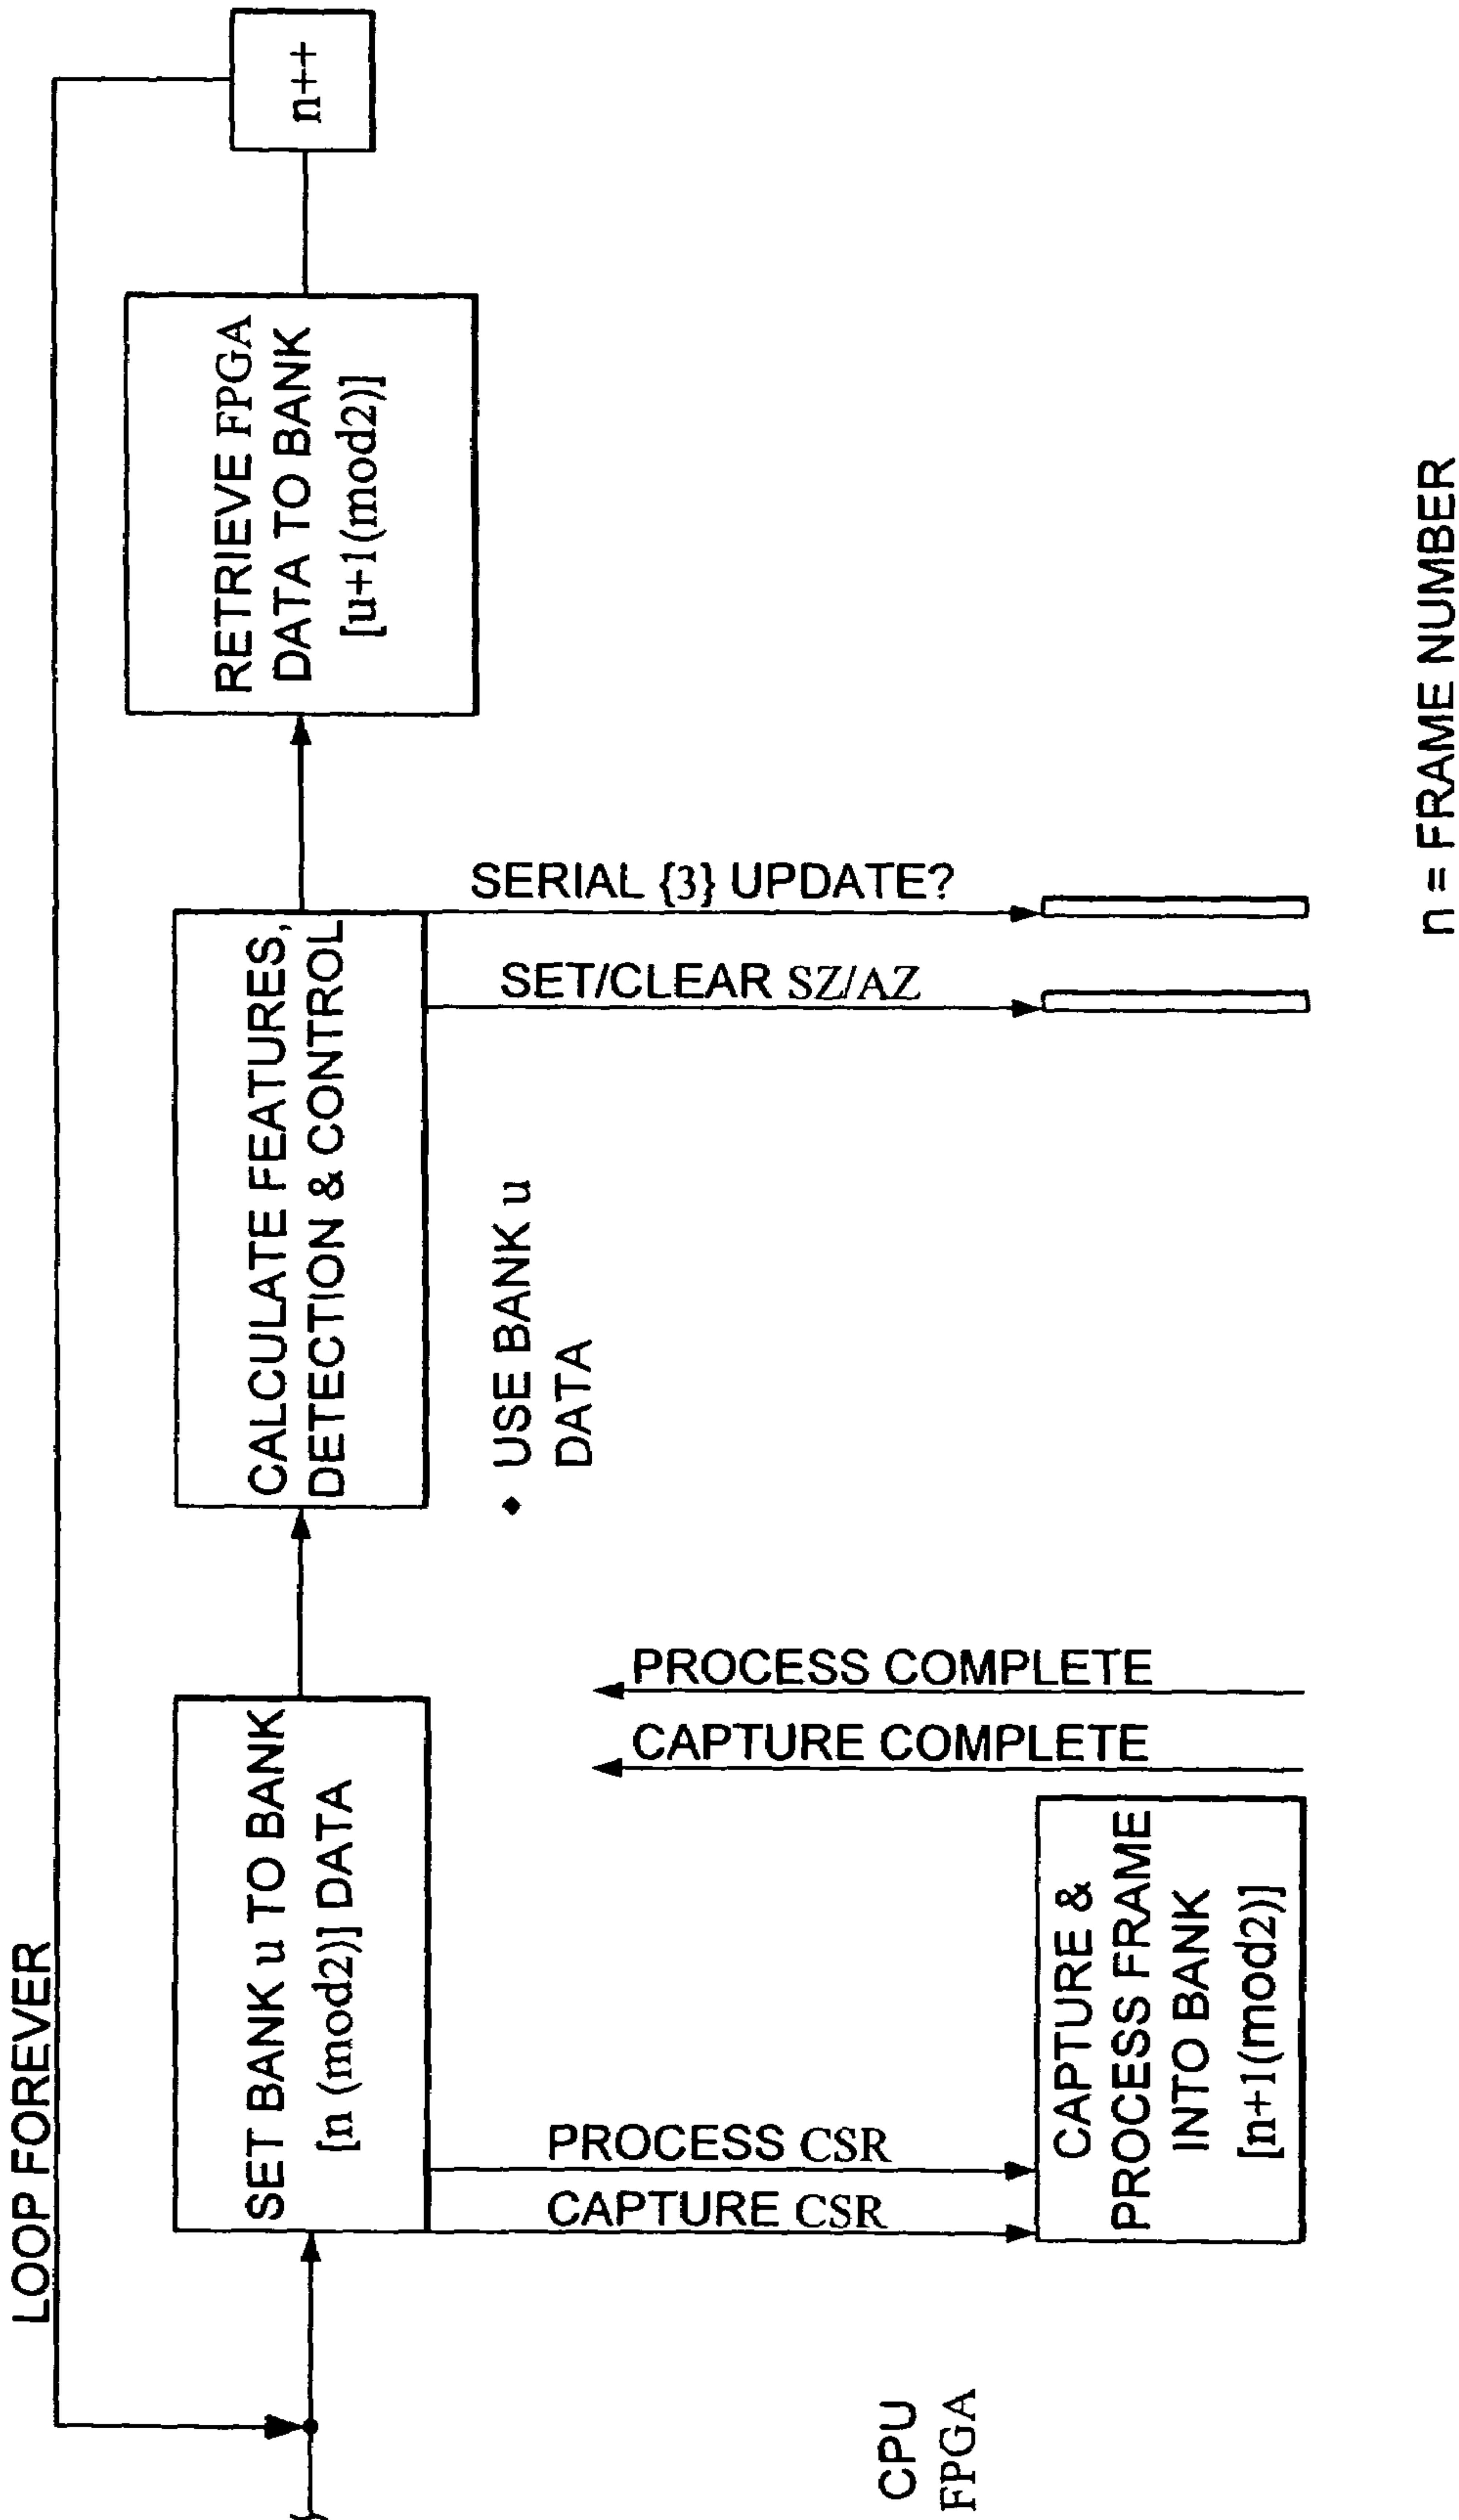 LOOP FOREVER
SET BANK u TO BANK
[n (mod2)] DATA
CALCULATE FEATURES,
DETECTION & CONTROL
RETRIEVE FPGA
DATA TO BANK
[u+1(mod2)]
n++
◆ USE BANK u
DATA
CAPTURE CSR
PROCESS CSR
CAPTURE COMPLETE
PROCESS COMPLETE
SET/CLEAR SZ/AZ
SERIAL {3} UPDATE?
CPU
FPGA
CAPTURE &
PROCESS FRAME
INTO BANK
[n+1(mod2)]
n = FRAME NUMBER